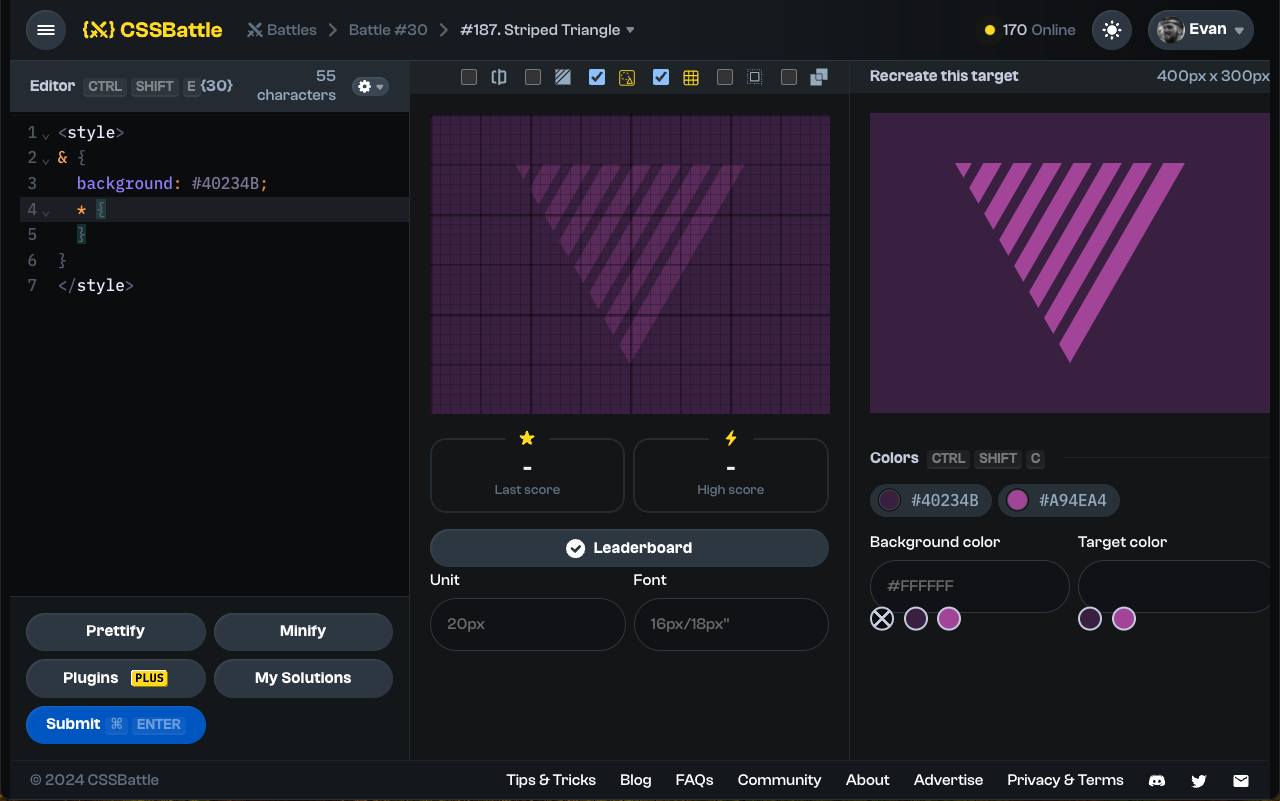 {X} CSSBattle
Battles > Battle #30 > #187. Striped Triangle
170 Online
Evan
Editor CTRL SHIFT E {30}
55 characters
Recreate this target
400px x 300px
1 <style>
2 & {
3 background: #40234B;
4 * {
5 }
6 }
7 </style>
-
Last score
-
High score
Leaderboard
Unit
Font
20px
16px/18px"
Colors CTRL SHIFT C
#40234B
#A94EA4
Background color
Target color
#FFFFFF
Prettify
Minify
Plugins PLUS
My Solutions
Submit ⌘ ENTER
© 2024 CSSBattle
Tips & Tricks
Blog
FAQs
Community
About
Advertise
Privacy & Terms